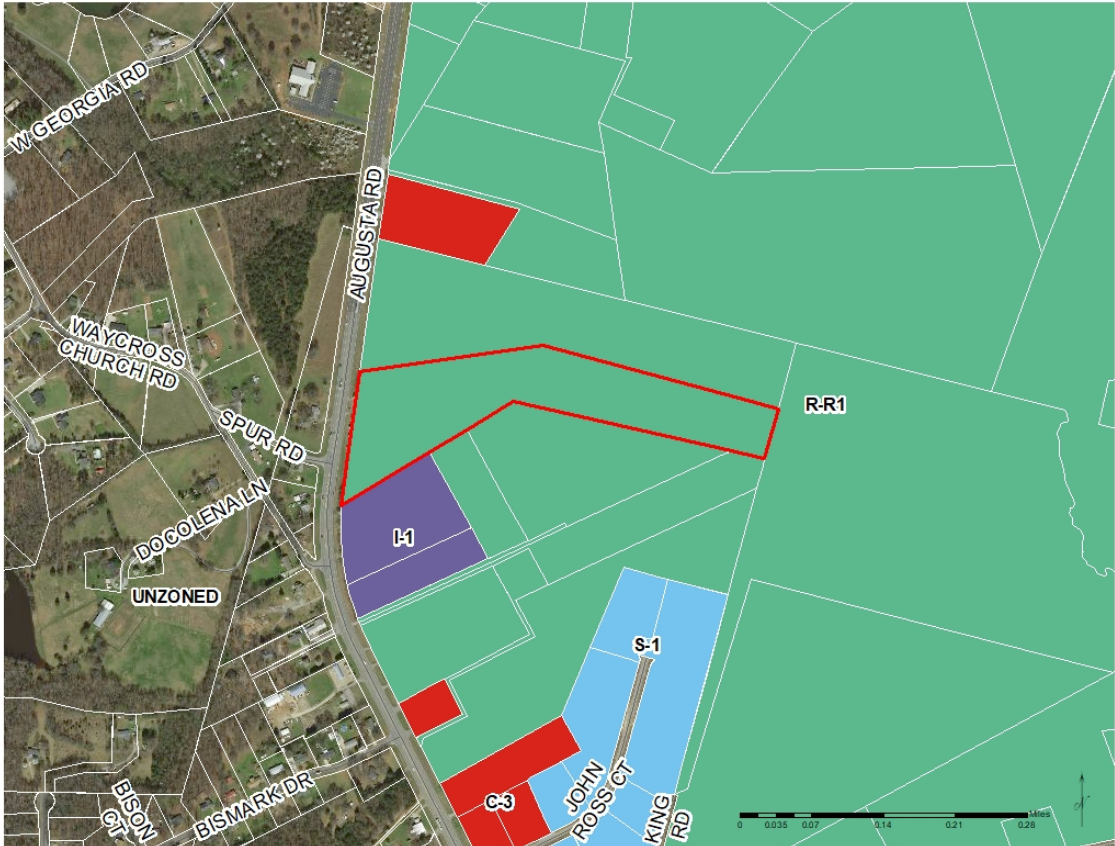 W GEORGIA RD
AUGUSTA RD
WAYCROSS
CHURCH RD
R-R1
SPUR RD
DOCOLENA LN
I-1
UNZONED
S-1
BISON
CT
BISMARK DR
C-3
JOHN
ROSS CT
KING
RD
N
Miles
0 0.035 0.07 0.14 0.21 0.28